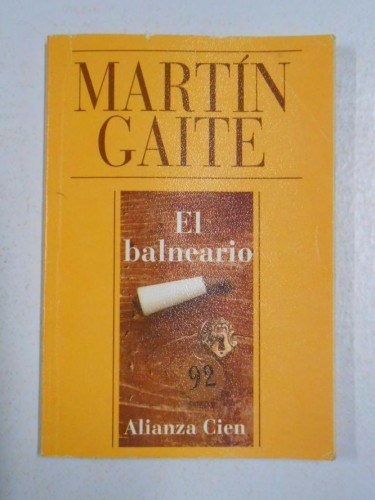 MARTÍN
GAITE
El
balneario
92
Alianza Cien